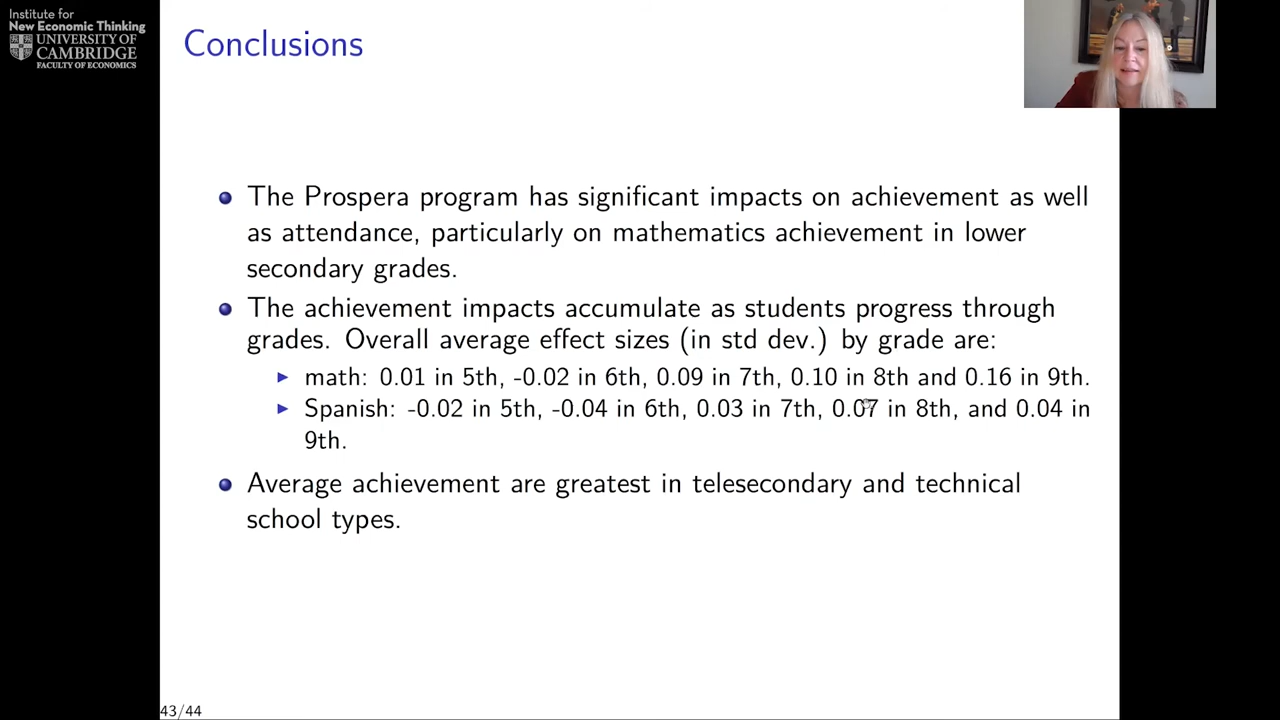 Institute for
New Economic Thinking
UNIVERSITY OF
CAMBRIDGE
FACULTY OF ECONOMICS
Conclusions
The Prospera program has significant impacts on achievement as well
as attendance, particularly on mathematics achievement in lower
secondary grades.
The achievement impacts accumulate as students progress through
grades. Overall average effect sizes (in std dev.) by grade are:
math: 0.01 in 5th, -0.02 in 6th, 0.09 in 7th, 0.10 in 8th and 0.16 in 9th.
Spanish: -0.02 in 5th, -0.04 in 6th, 0.03 in 7th, 0.07 in 8th, and 0.04 in
9th.
Average achievement are greatest in telesecondary and technical
school types.
43/44